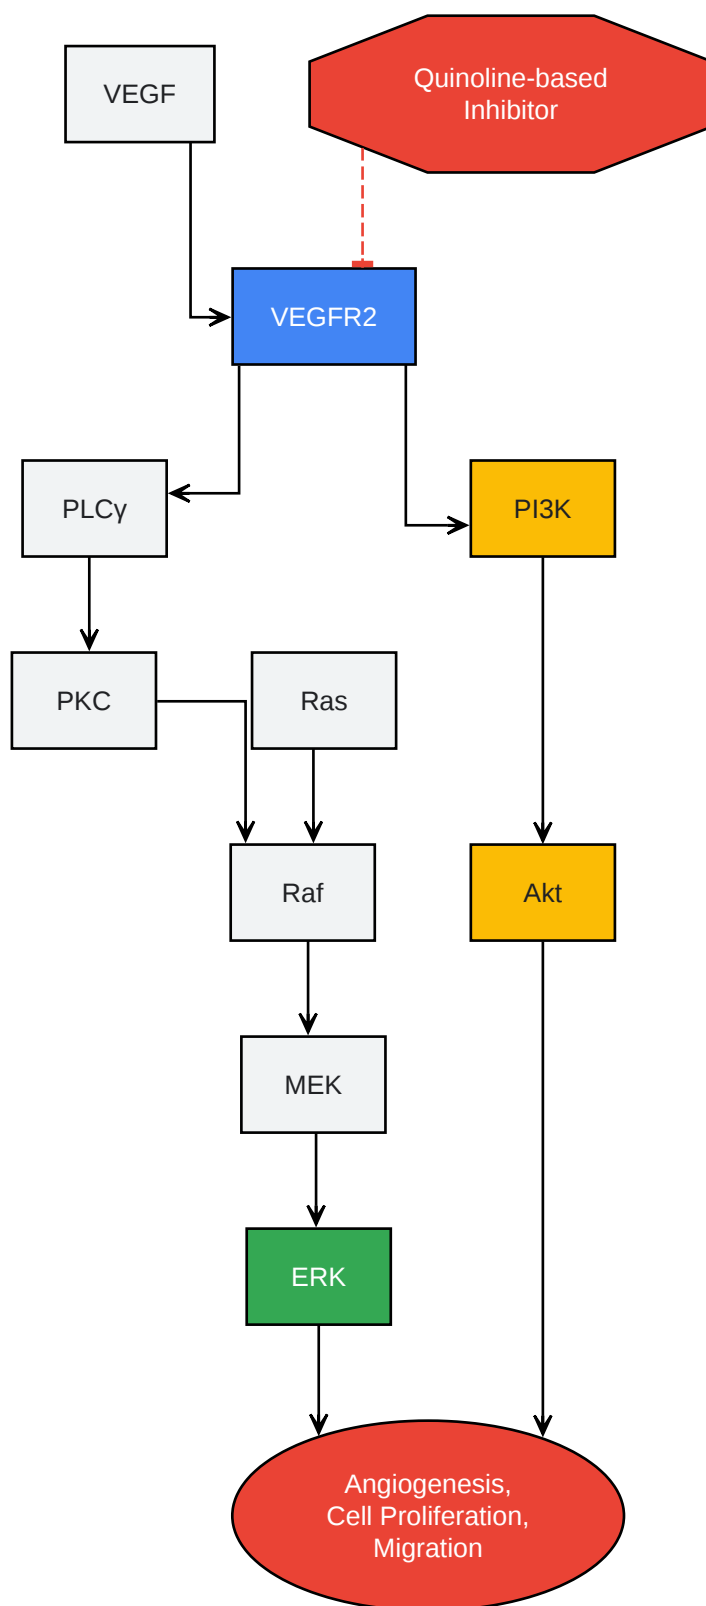 VEGF
Quinoline-based
Inhibitor
VEGFR2
PLCγ
PI3K
PKC
Ras
Raf
Akt
MEK
ERK
Angiogenesis,
Cell Proliferation,
Migration